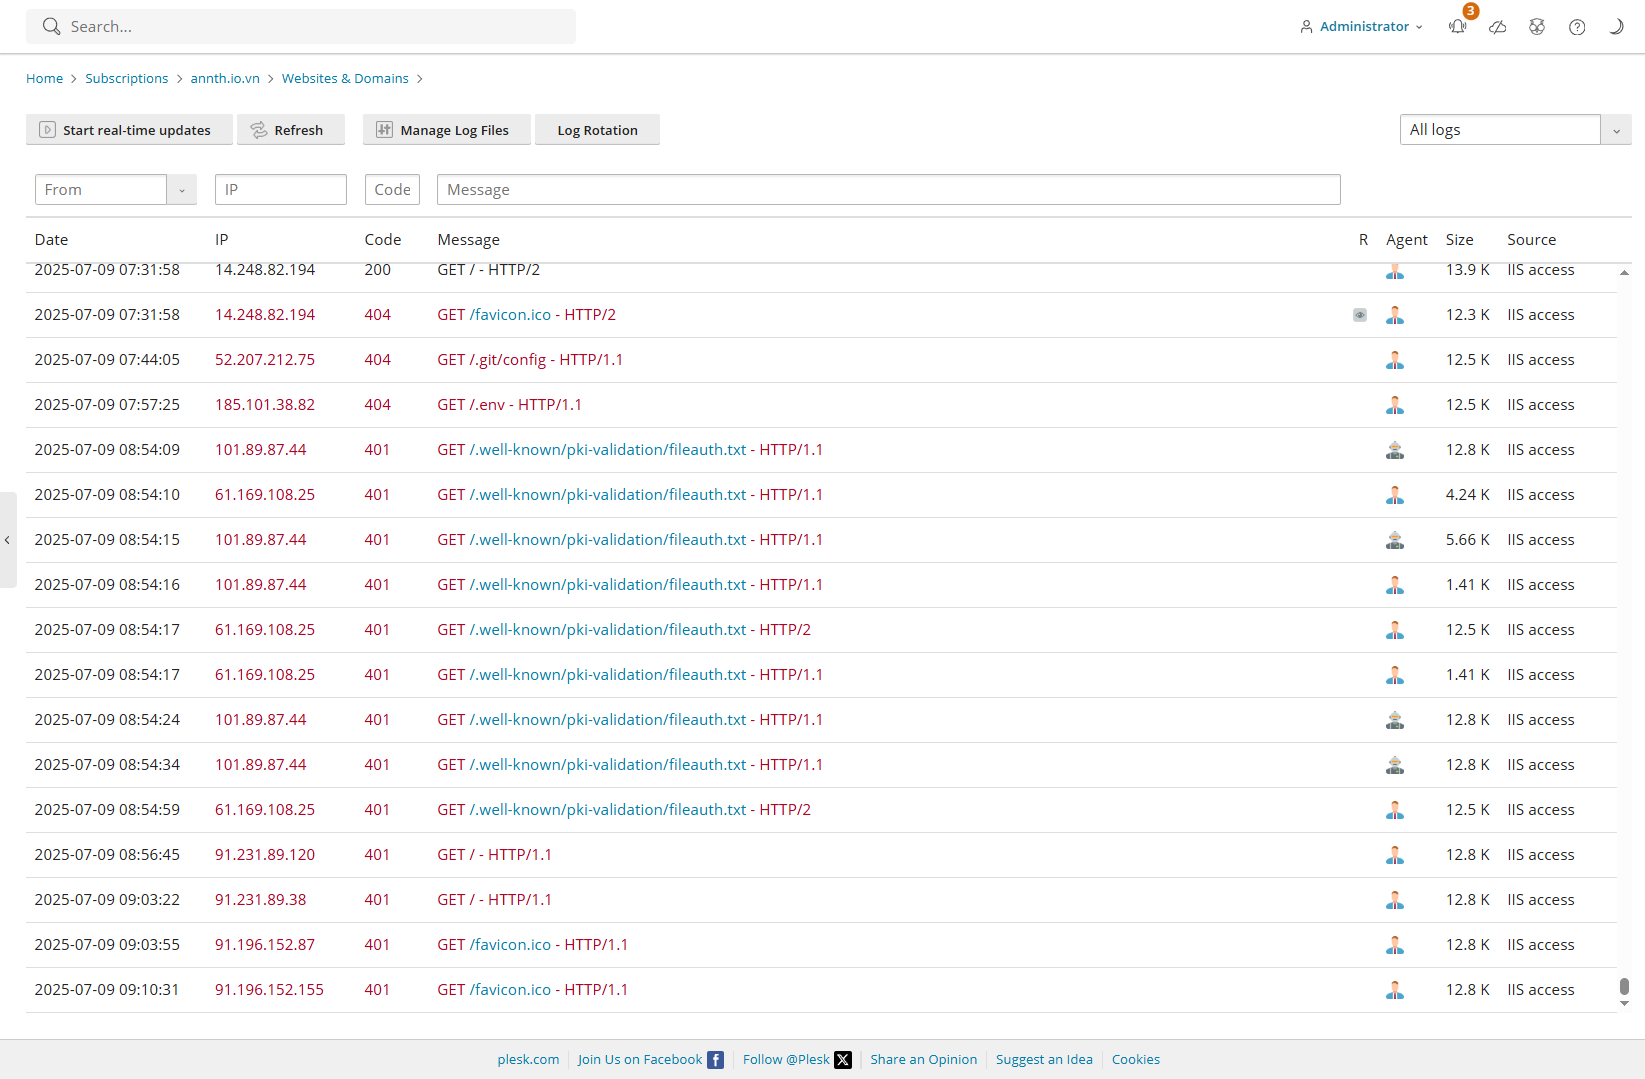 Search...
Administrator
3
Home > Subscriptions > annth.io.vn > Websites & Domains >
Start real-time updates Refresh Manage Log Files Log Rotation All logs
From IP Code Message
Date IP Code Message R Agent Size Source
2025-07-09 07:31:58 14.248.82.194 200 GET / - HTTP/2 13.9 K IIS access
2025-07-09 07:31:58 14.248.82.194 404 GET /favicon.ico - HTTP/2 12.3 K IIS access
2025-07-09 07:44:05 52.207.212.75 404 GET /.git/config - HTTP/1.1 12.5 K IIS access
2025-07-09 07:57:25 185.101.38.82 404 GET /.env - HTTP/1.1 12.5 K IIS access
2025-07-09 08:54:09 101.89.87.44 401 GET /.well-known/pki-validation/fileauth.txt - HTTP/1.1 12.8 K IIS access
2025-07-09 08:54:10 61.169.108.25 401 GET /.well-known/pki-validation/fileauth.txt - HTTP/1.1 4.24 K IIS access
2025-07-09 08:54:15 101.89.87.44 401 GET /.well-known/pki-validation/fileauth.txt - HTTP/1.1 5.66 K IIS access
2025-07-09 08:54:16 101.89.87.44 401 GET /.well-known/pki-validation/fileauth.txt - HTTP/1.1 1.41 K IIS access
2025-07-09 08:54:17 61.169.108.25 401 GET /.well-known/pki-validation/fileauth.txt - HTTP/2 12.5 K IIS access
2025-07-09 08:54:17 61.169.108.25 401 GET /.well-known/pki-validation/fileauth.txt - HTTP/1.1 1.41 K IIS access
2025-07-09 08:54:24 101.89.87.44 401 GET /.well-known/pki-validation/fileauth.txt - HTTP/1.1 12.8 K IIS access
2025-07-09 08:54:34 101.89.87.44 401 GET /.well-known/pki-validation/fileauth.txt - HTTP/1.1 12.8 K IIS access
2025-07-09 08:54:59 61.169.108.25 401 GET /.well-known/pki-validation/fileauth.txt - HTTP/2 12.5 K IIS access
2025-07-09 08:56:45 91.231.89.120 401 GET / - HTTP/1.1 12.8 K IIS access
2025-07-09 09:03:22 91.231.89.38 401 GET / - HTTP/1.1 12.8 K IIS access
2025-07-09 09:03:55 91.196.152.87 401 GET /favicon.ico - HTTP/1.1 12.8 K IIS access
2025-07-09 09:10:31 91.196.152.155 401 GET /favicon.ico - HTTP/1.1 12.8 K IIS access
plesk.com Join Us on Facebook Follow @Plesk Share an Opinion Suggest an Idea Cookies